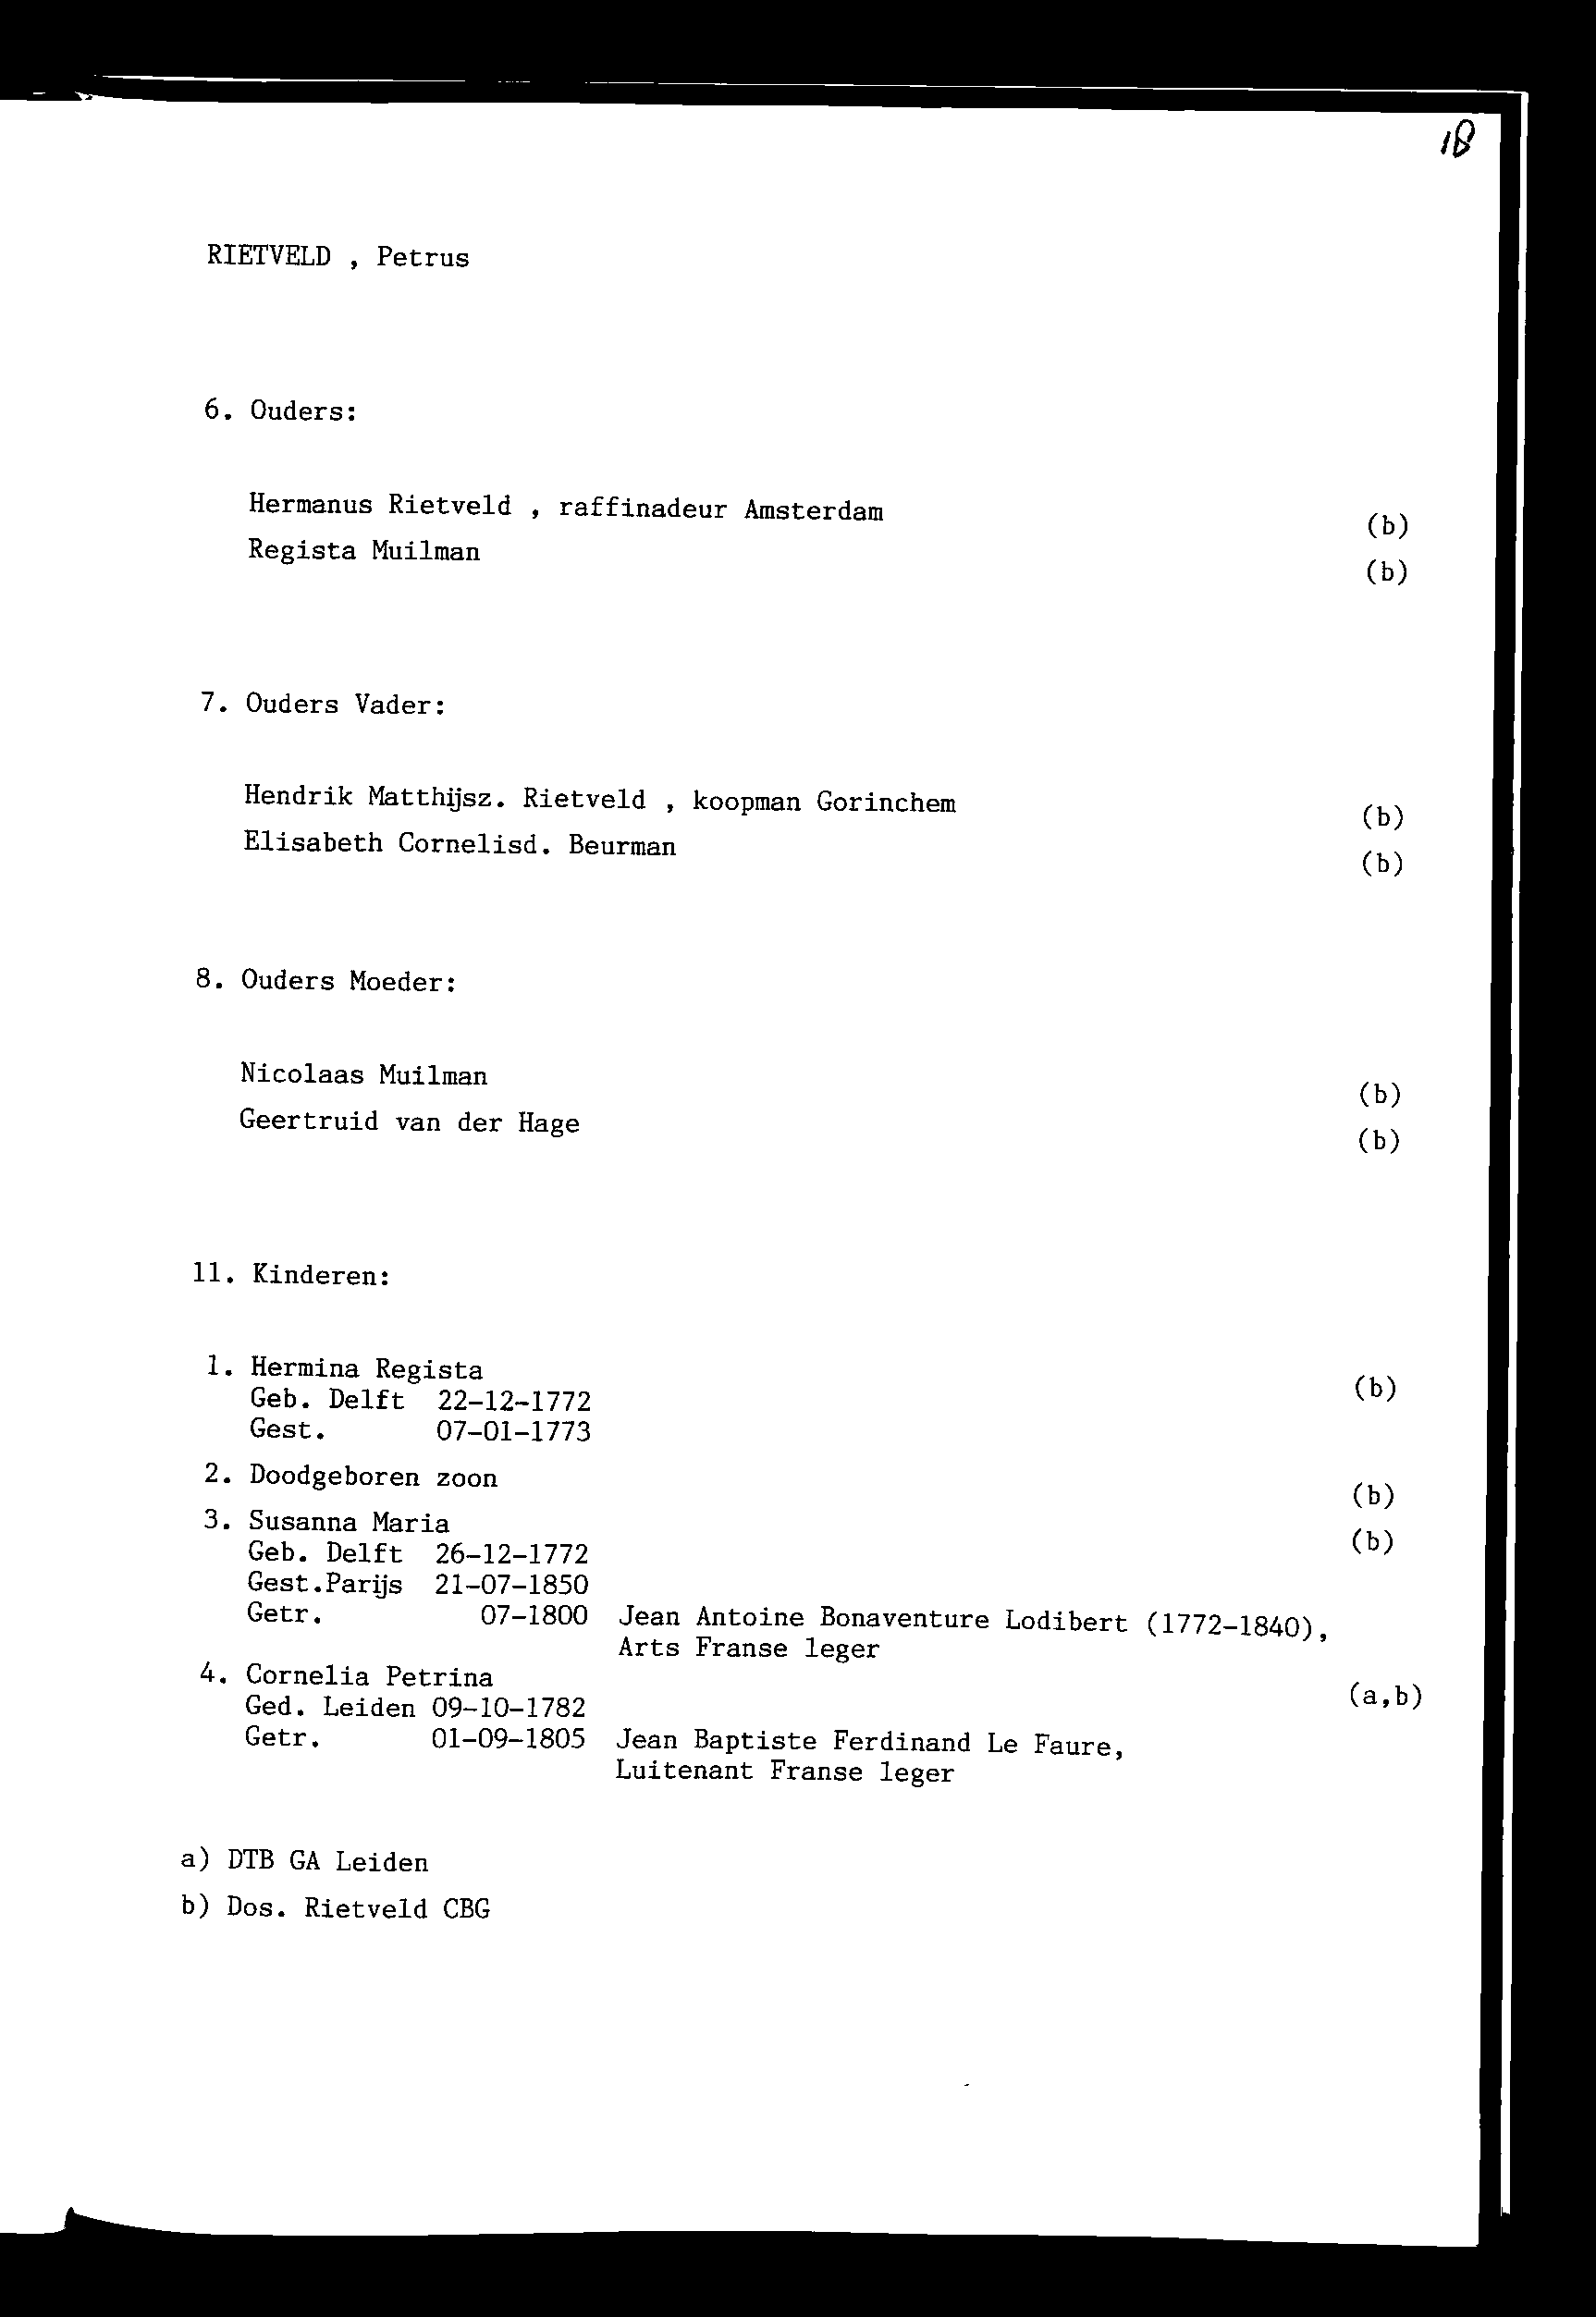 18
RIETVELD , Petrus
6. Ouders:
Hermanus Rietveld , raffinadeur Amsterdam (b)
Regista Muilman (b)
7. Ouders Vader:
Hendrik Matthijsz. Rietveld , koopman Gorinchem (b)
Elisabeth Cornelisd. Beurman (b)
8. Ouders Moeder:
Nicolaas Muilman (b)
Geertruid van der Hage (b)
11. Kinderen:
1. Hermina Regista (b)
Geb. Delft 22-12-1772
Gest. 07-01-1773
2. Doodgeboren zoon (b)
3. Susanna Maria (b)
Geb. Delft 26-12-1772
Gest.Parijs 21-07-1850
Getr. 07-1800 Jean Antoine Bonaventure Lodibert (1772-1840),
Arts Franse leger
4. Cornelia Petrina (a,b)
Ged. Leiden 09-10-1782
Getr. 01-09-1805 Jean Baptiste Ferdinand Le Faure,
Luitenant Franse leger
a) DTB GA Leiden
b) Dos. Rietveld CBG